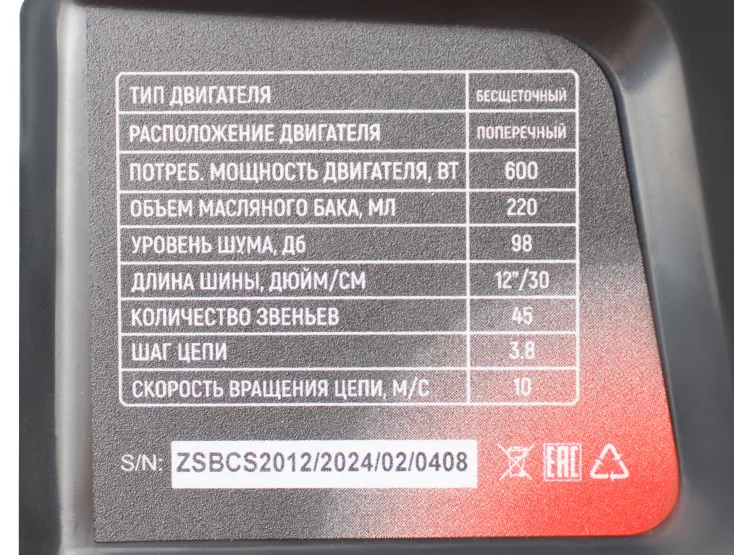 ТИП ДВИГАТЕЛЯ БЕСЩЕТОЧНЫЙ
РАСПОЛОЖЕНИЕ ДВИГАТЕЛЯ ПОПЕРЕЧНЫЙ
ПОТРЕБ. МОЩНОСТЬ ДВИГАТЕЛЯ, ВТ 600
ОБЪЕМ МАСЛЯНОГО БАКА, МЛ 220
УРОВЕНЬ ШУМА, Дб 98
ДЛИНА ШИНЫ, ДЮЙМ/СМ 12"/30
КОЛИЧЕСТВО ЗВЕНЬЕВ 45
ШАГ ЦЕПИ 3.8
СКОРОСТЬ ВРАЩЕНИЯ ЦЕПИ, М/С 10
S/N: ZSBCS2012/2024/02/0408 EAC